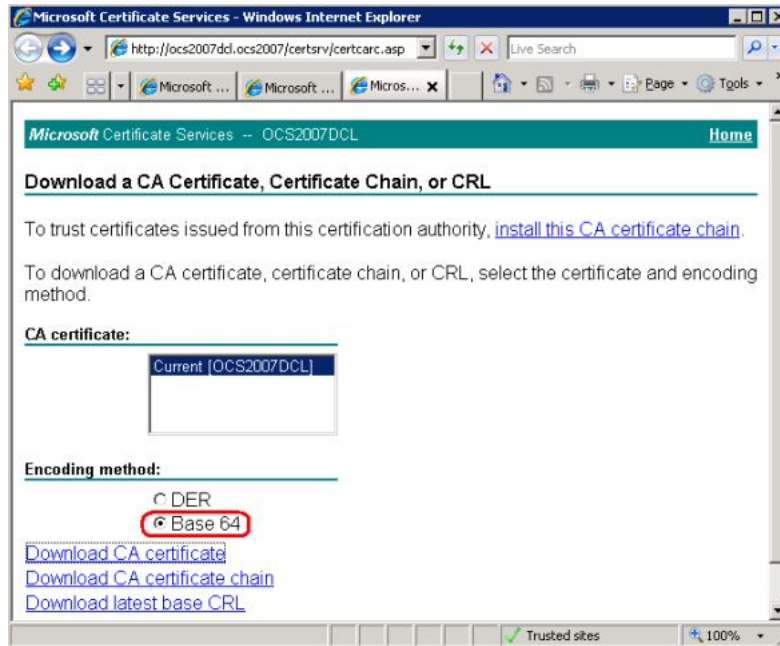 Microsoft Certificate Services - Windows Internet Explorer
http://ocs2007dcl.ocs2007/certsrv/certcarc.asp
Live Search
Microsoft ...
Microsoft ...
Micros...
Page
Tools
Microsoft Certificate Services -- OCS2007DCL
Home
Download a CA Certificate, Certificate Chain, or CRL
To trust certificates issued from this certification authority, install this CA certificate chain.
To download a CA certificate, certificate chain, or CRL, select the certificate and encoding
method.
CA certificate:
Current [OCS2007DCL]
Encoding method:
DER
Base 64
Download CA certificate
Download CA certificate chain
Download latest base CRL
Trusted sites
100%